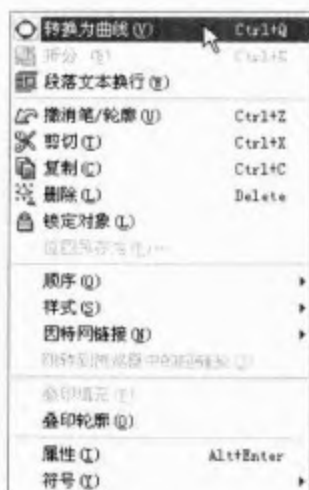 转换为曲线(V) Ctrl+Q
拆分
段落文本换行(W)
撤消笔/轮廓(U) Ctrl+Z
剪切(T) Ctrl+X
复制(C) Ctrl+C
删除(L) Delete
锁定对象(L)
顺序(O)
样式(S)
因特网链接(N)
叠印填充
叠印轮廓(O)
属性(I) Alt+Enter
符号(Y)